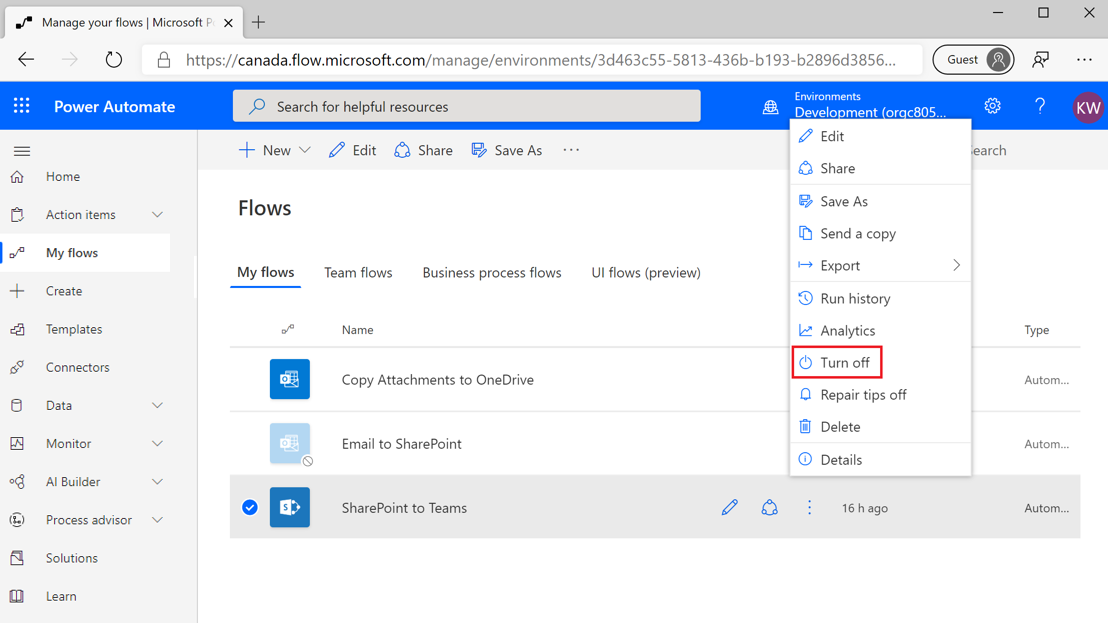 Manage your flows | Microsoft P
https://canada.flow.microsoft.com/manage/environments/3d463c55-5813-436b-b193-b2896d3856...
Guest
Power Automate
Search for helpful resources
Environments
Development (orgc805...
?
KW
New
Edit
Share
Save As
...
earch
Home
Action items
My flows
Create
Templates
Connectors
Data
Monitor
AI Builder
Process advisor
Solutions
Learn
Flows
My flows
Team flows
Business process flows
UI flows (preview)
Name
Type
Copy Attachments to OneDrive
Autom...
Email to SharePoint
Autom...
SharePoint to Teams
16 h ago
Autom...
Edit
Share
Save As
Send a copy
Export
Run history
Analytics
Turn off
Repair tips off
Delete
Details